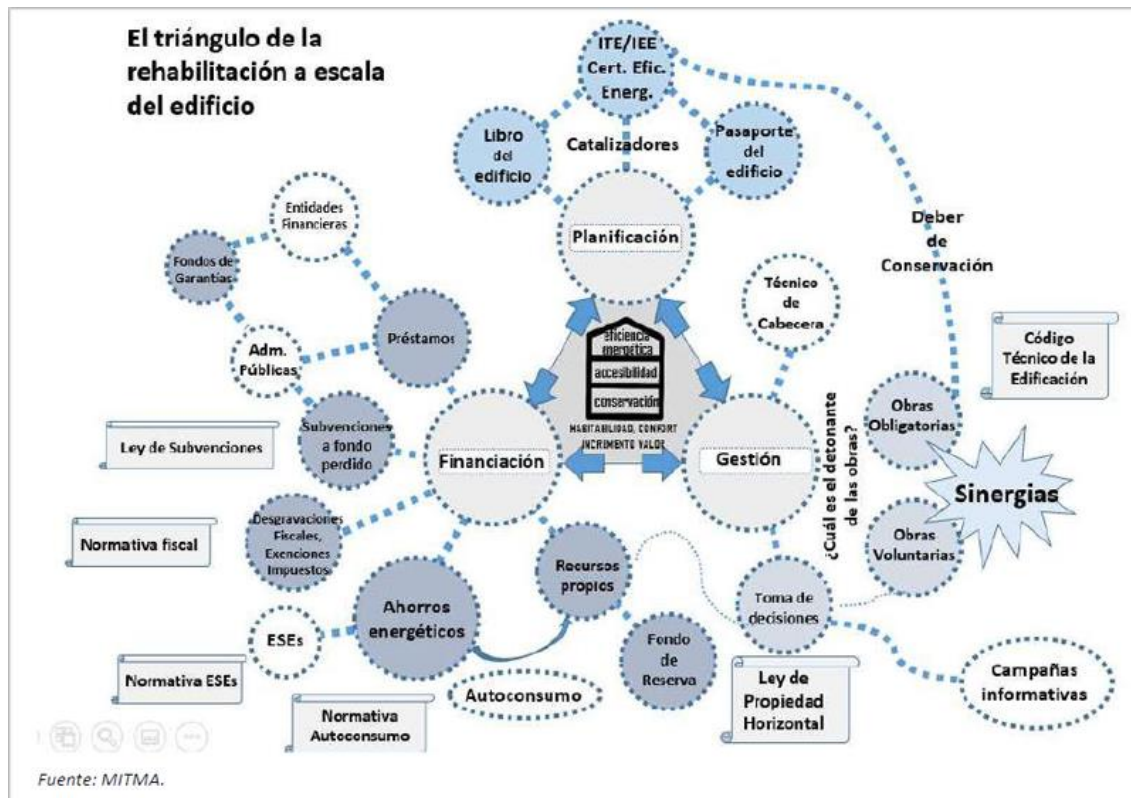 El triángulo de la
rehabilitación a escala
del edificio
ITE/IEE
Cert. Efic.
Energ.
Libro
del
edificio
Catalizadores
Pasaporte
del
edificio
Planificación
Deber
de
Conservación
Entidades
Financieras
Fondos de
Garantías
Adm.
Públicas
Préstamos
Técnico
de
Cabecera
eficiencia
energética
accesibilidad
conservación
HABITABILIDAD, CONFORT
INCREMENTO VALOR
Código
Técnico de la
Edificación
Ley de Subvenciones
Subvenciones
a fondo
perdido
Financiación
Gestión
¿Cuál es el detonante
de las obras?
Obras
Obligatorias
Sinergias
Obras
Voluntarias
Normativa fiscal
Desgravaciones
Fiscales,
Exenciones
Impuestos
Recursos
propios
Ahorros
energéticos
Toma de
decisiones
ESEs
Fondo
de
Reserva
Normativa ESEs
Autoconsumo
Normativa
Autoconsumo
Ley de
Propiedad
Horizontal
Campañas
informativas
Fuente: MITMA.